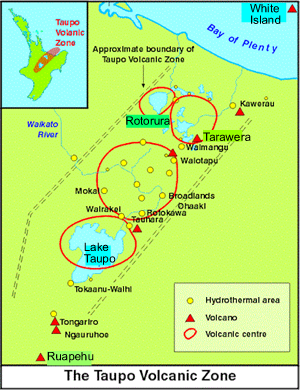 Taupo
Volcanic
Zone
White
Island
Bay of Plenty
Approximate boundary of
Taupo Volcanic Zone
Kawerau
Rotorura
Waikato
River
Tarawera
Waimangu
Waiotapu
Mokai
Broadlands
Ohaaki
Wairakei
Rotokawa
Tauhara
Lake
Taupo
Tokaanu-Waihi
Tongariro
Ngauruhoe
Ruapehu
Hydrothermal area
Volcano
Volcanic centre
The Taupo Volcanic Zone